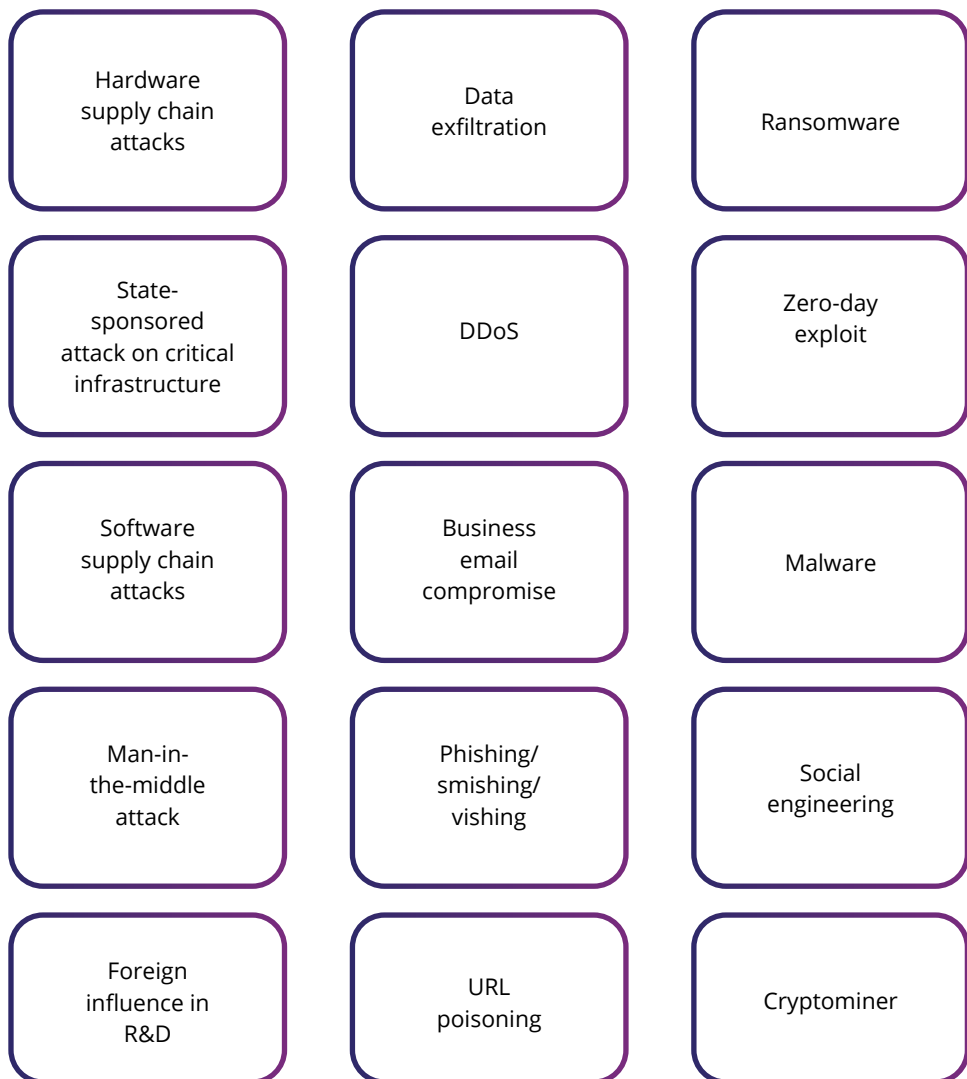 Hardware
supply chain
attacks
Data
exfiltration
Ransomware
State-
sponsored
attack on critical
infrastructure
DDoS
Zero-day
exploit
Software
supply chain
attacks
Business
email
compromise
Malware
Man-in-
the-middle
attack
Phishing/
smishing/
vishing
Social
engineering
Foreign
influence in
R&D
URL
poisoning
Cryptominer